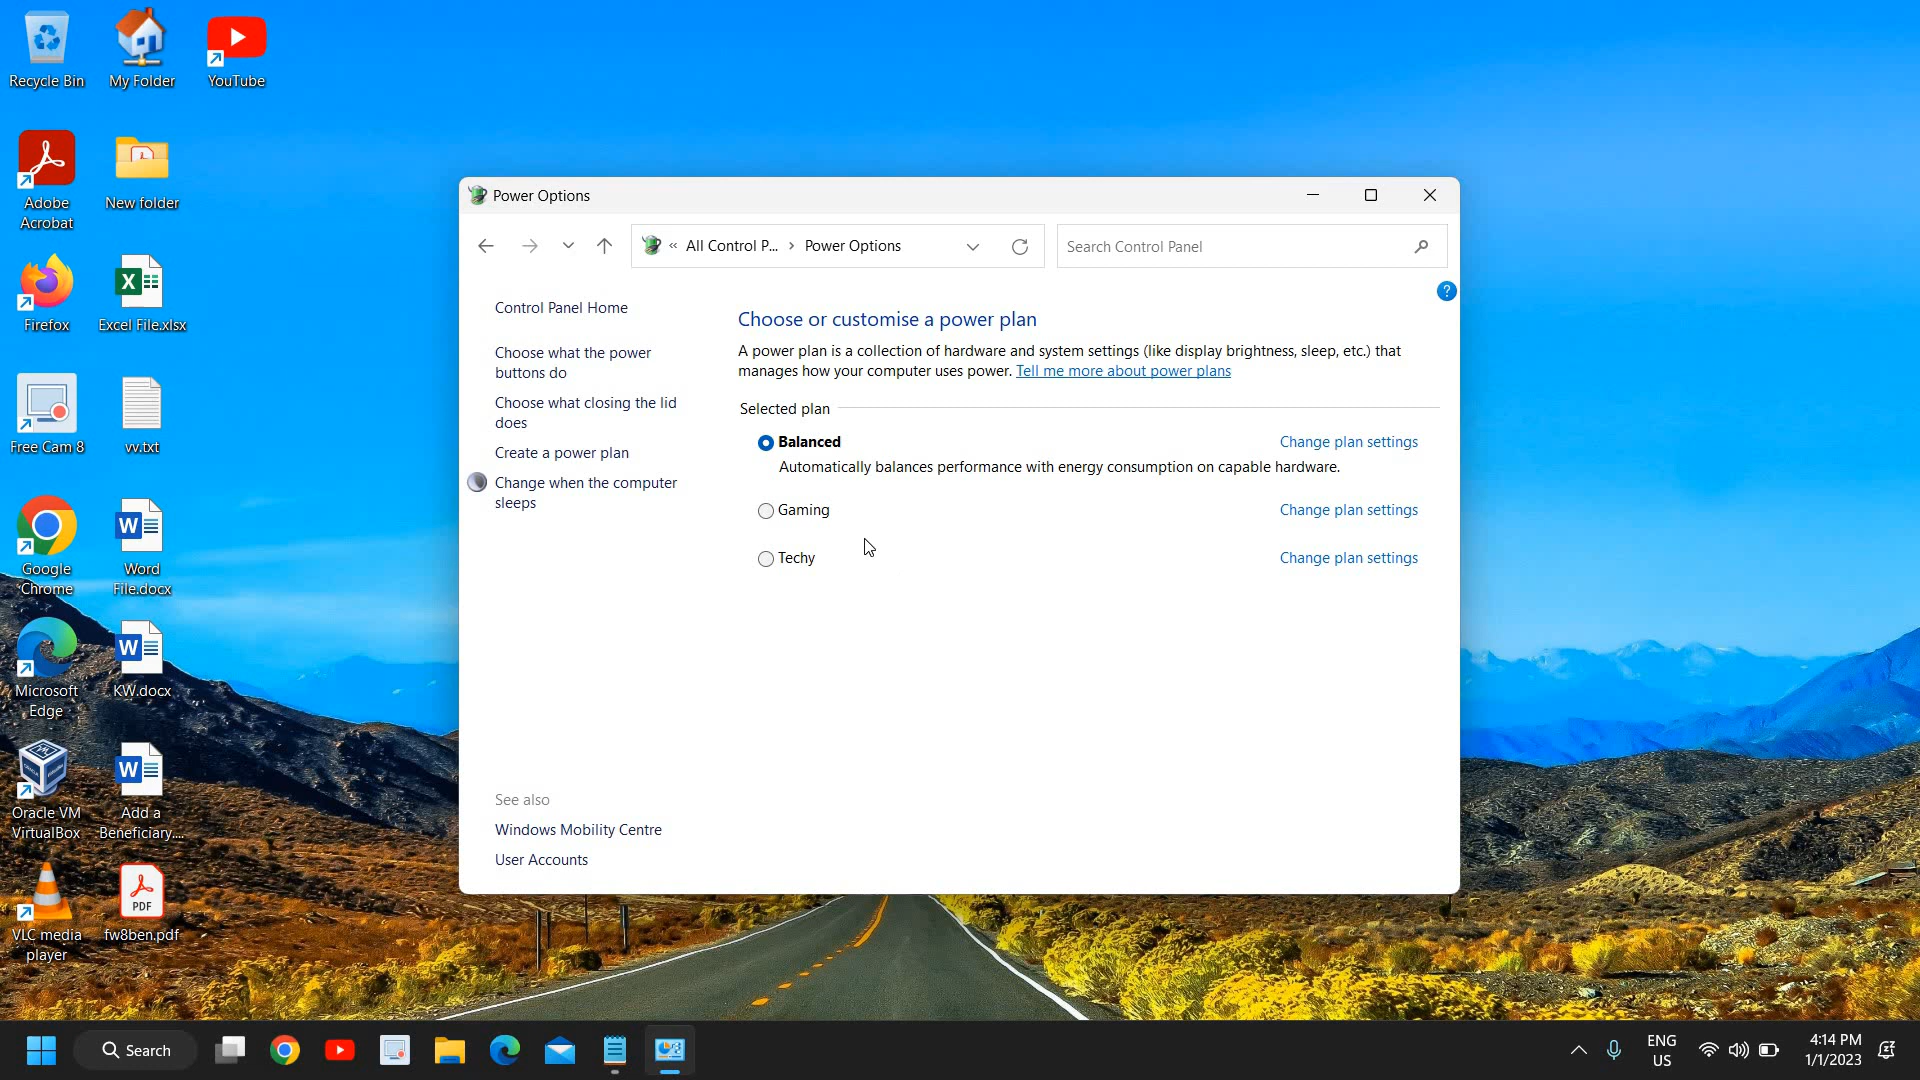 Recycle Bin
My Folder
YouTube
Adobe
Acrobat
New folder
Firefox
Excel File.xlsx
Free Cam 8
vv.txt
Google
Chrome
Word
File.docx
Microsoft
Edge
KW.docx
Oracle VM
VirtualBox
Add a
Beneficiary....
VLC media
player
PDF
fw8ben.pdf
Power Options
« All Control P... › Power Options
Search Control Panel
?
Control Panel Home
Choose what the power
buttons do
Choose what closing the lid
does
Create a power plan
Change when the computer
sleeps
See also
Windows Mobility Centre
User Accounts
Choose or customise a power plan
A power plan is a collection of hardware and system settings (like display brightness, sleep, etc.) that
manages how your computer uses power. Tell me more about power plans
Selected plan
Balanced Change plan settings
Automatically balances performance with energy consumption on capable hardware.
Gaming Change plan settings
Techy Change plan settings
Search
ENG
US
4:14 PM
1/1/2023